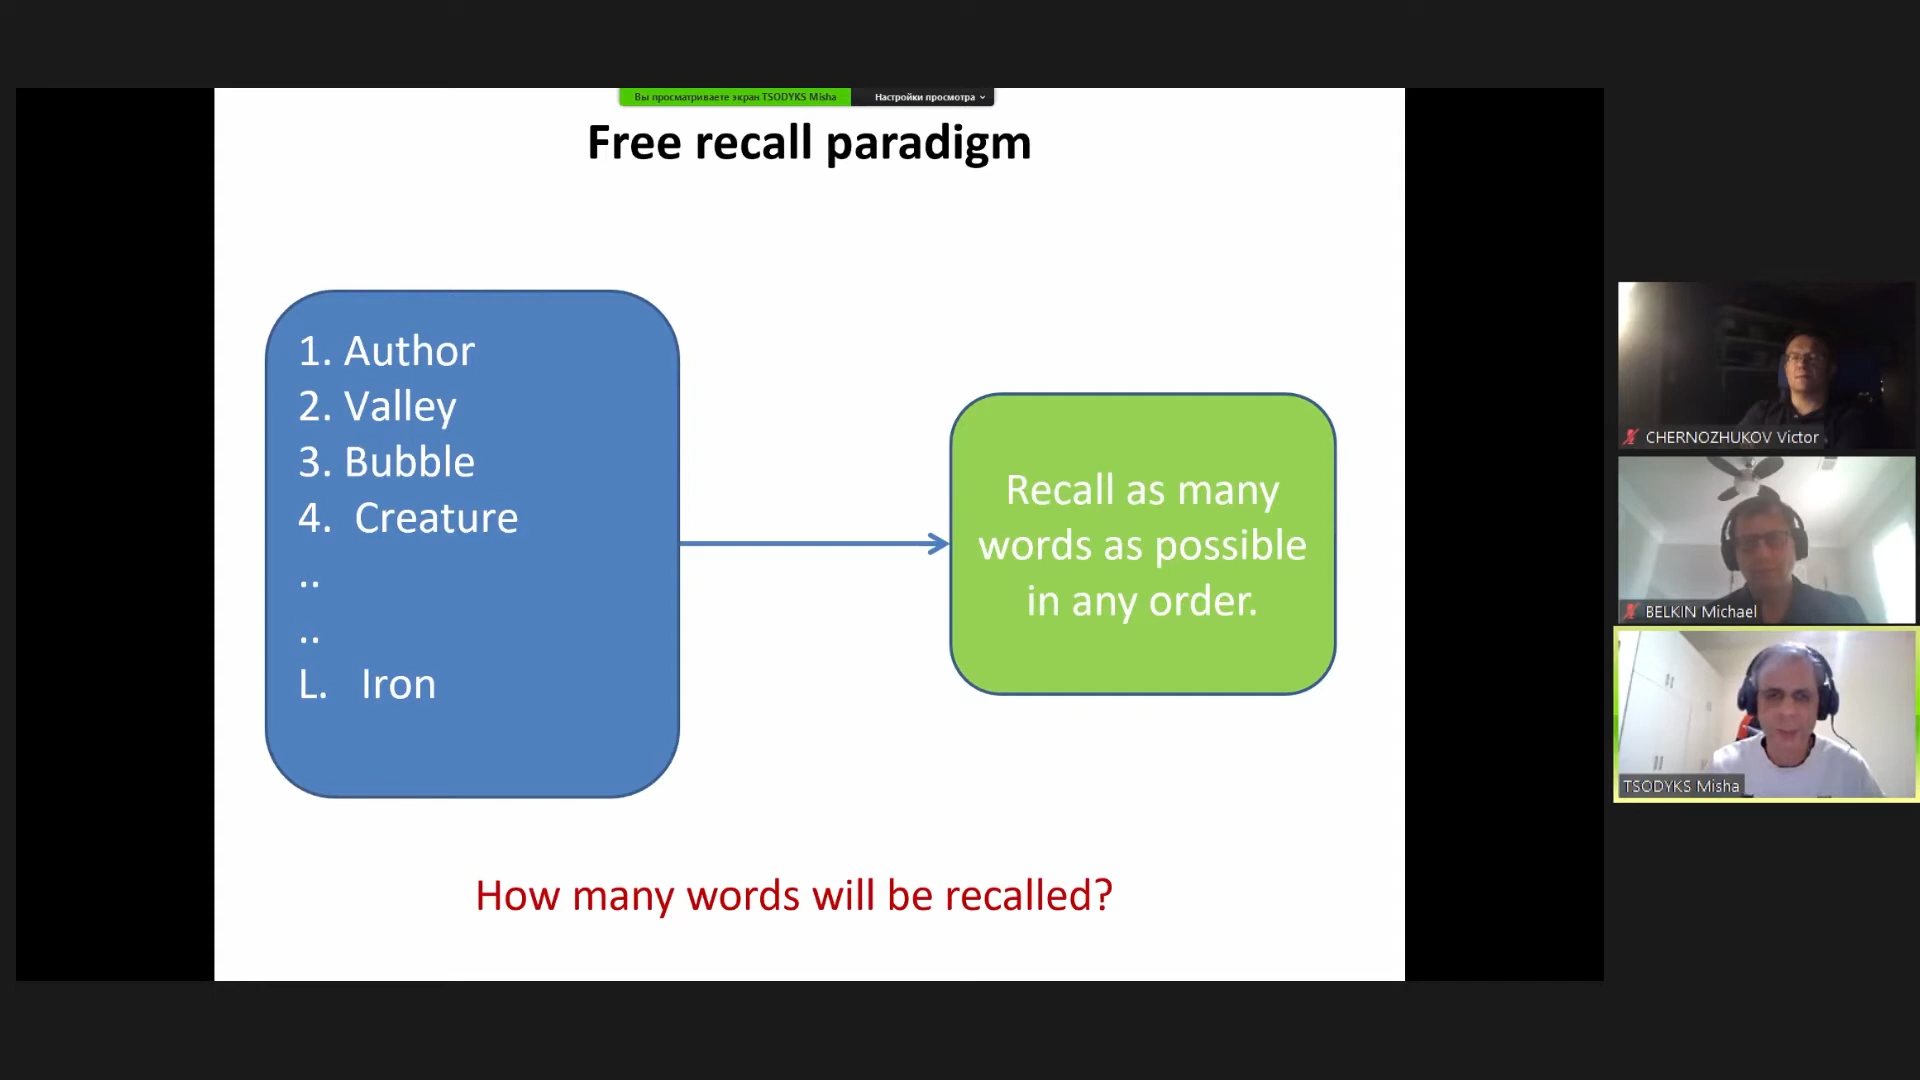 Вы просматриваете экран TSODYKS Misha
Настройки просмотра
Free recall paradigm
1. Author
2. Valley
3. Bubble
4. Creature
..
..
L. Iron
Recall as many
words as possible
in any order.
How many words will be recalled?
CHERNOZHUKOV Victor
BELKIN Michael
TSODYKS Misha